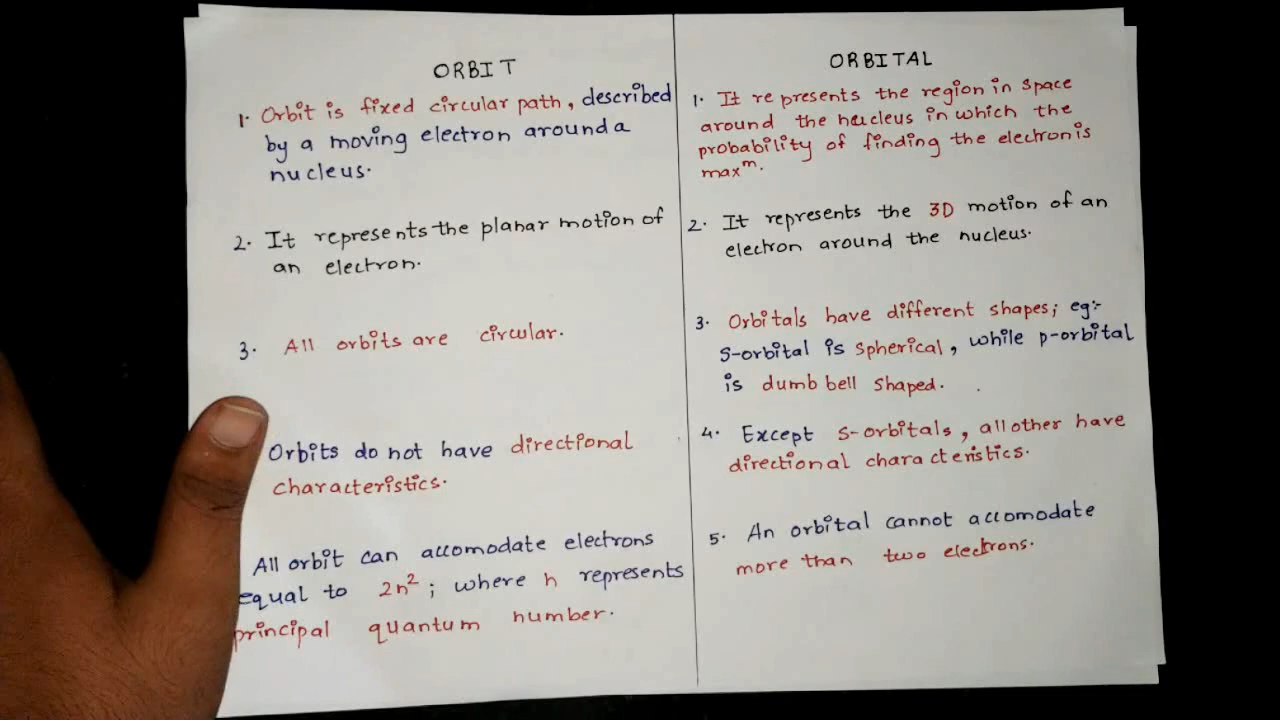 ORBIT
1. Orbit is fixed circular path, described
by a moving electron around a
nucleus.
2. It represents the planar motion of
an electron.
3. All orbits are circular.
Orbits do not have directional
characteristics.
All orbit can accomodate electrons
equal to 2n²; where n represents
principal quantum number.
ORBITAL
1. It represents the region in space
around the nucleus in which the
probability of finding the electron is
maxᵐ.
2. It represents the 3D motion of an
electron around the nucleus.
3. Orbitals have different shapes; eg:-
S-orbital is spherical, while p-orbital
is dumb bell shaped.
4. Except s-orbitals, all other have
directional characteristics.
5. An orbital cannot accomodate
more than two electrons.